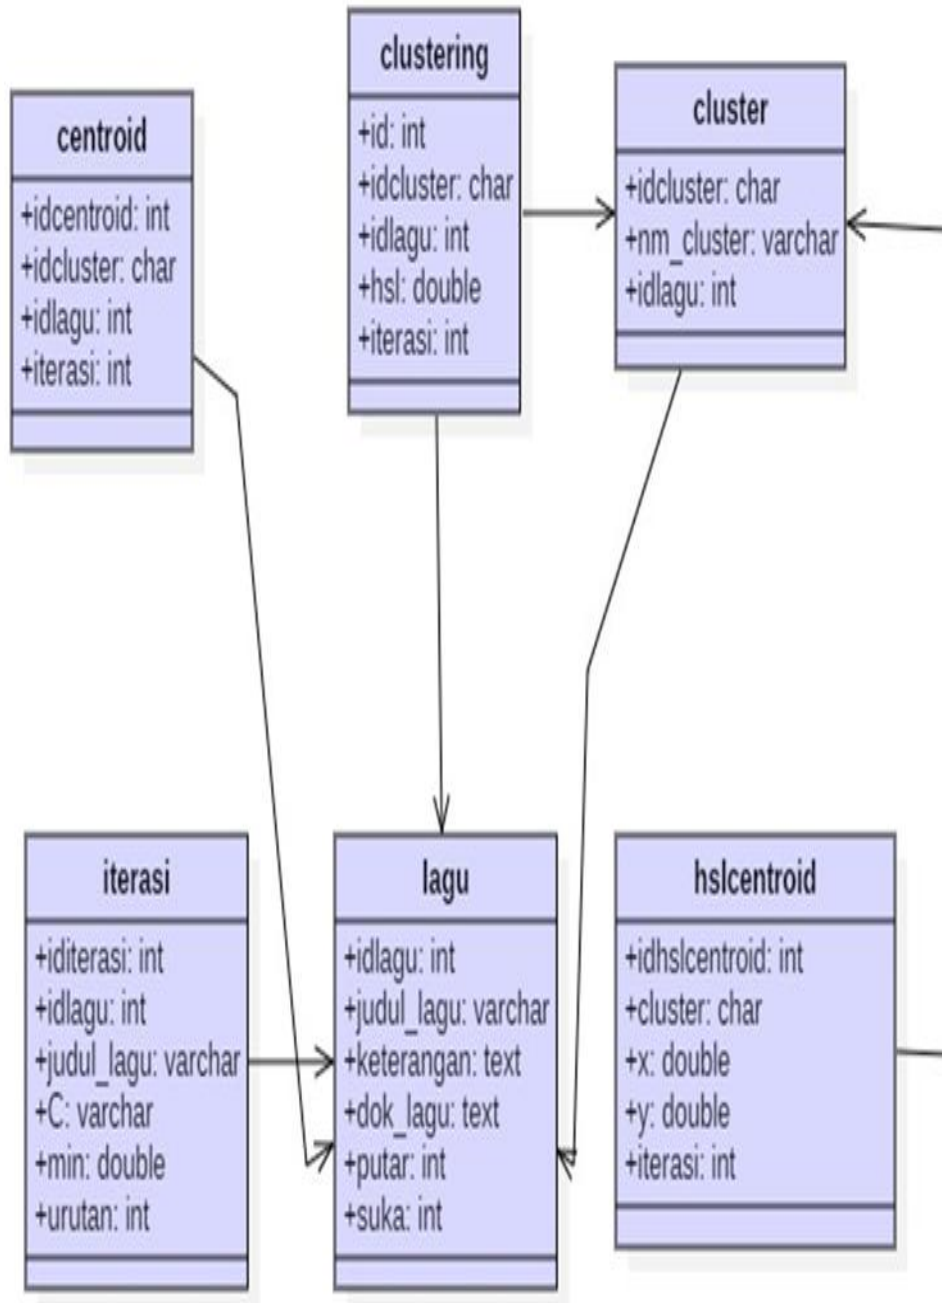 centroid
+idcentroid: int
+idcluster: char
+idlagu: int
+iterasi: int
clustering
+id: int
+idcluster: char
+idlagu: int
+hsl: double
+iterasi: int
cluster
+idcluster: char
+nm_cluster: varchar
+idlagu: int
iterasi
+iditerasi: int
+idlagu: int
+judul_lagu: varchar
+C: varchar
+min: double
+urutan: int
lagu
+idlagu: int
+judul_lagu: varchar
+keterangan: text
+dok_lagu: text
+putar: int
+suka: int
hslcentroid
+idhslcentroid: int
+cluster: char
+x: double
+y: double
+iterasi: int